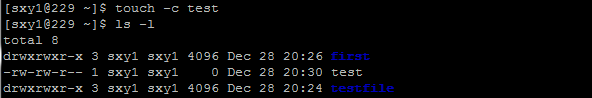 [sxy1@229 ~]$ touch -c test
[sxy1@229 ~]$ ls -l
total 8
drwxrwxr-x 3 sxy1 sxy1 4096 Dec 28 20:26 first
-rw-rw-r-- 1 sxy1 sxy1    0 Dec 28 20:30 test
drwxrwxr-x 3 sxy1 sxy1 4096 Dec 28 20:24 testfile